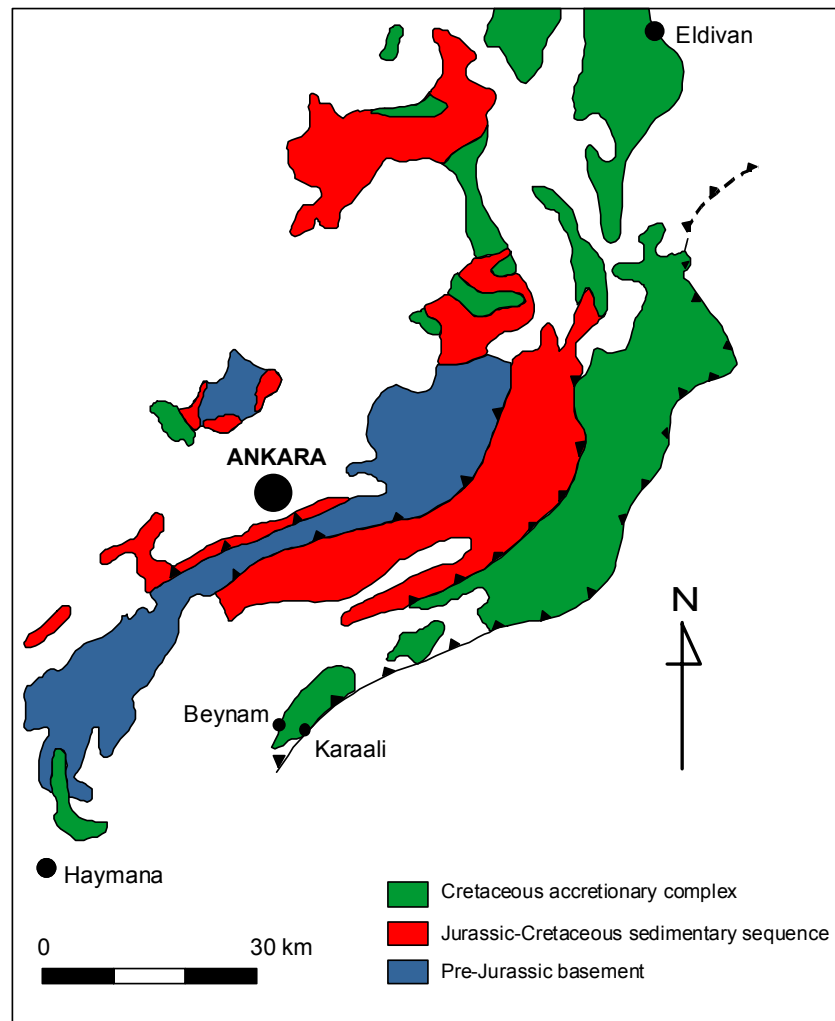 Eldivan
ANKARA
N
Beynam
Karaali
Haymana
Cretaceous accretionary complex
Jurassic-Cretaceous sedimentary sequence
Pre-Jurassic basement
0 30 km